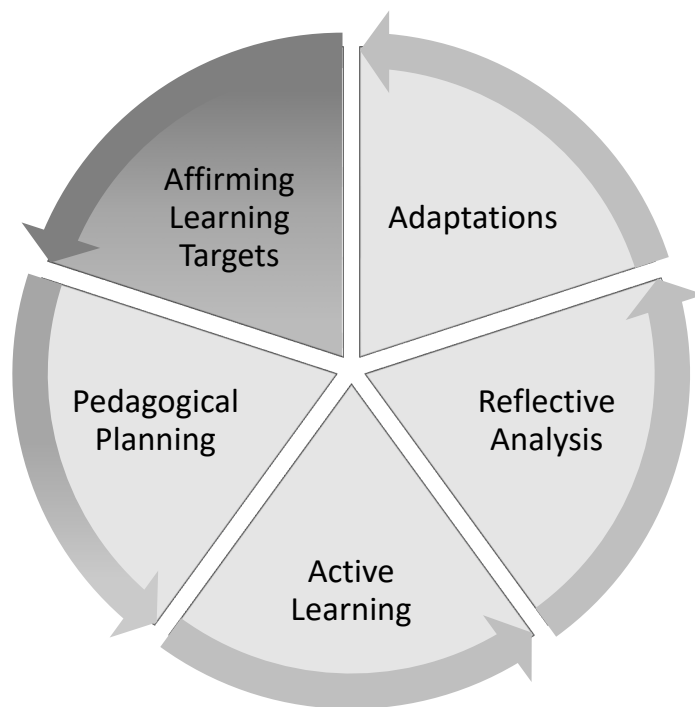 Affirming
Learning
Targets
Adaptations
Pedagogical
Planning
Reflective
Analysis
Active
Learning